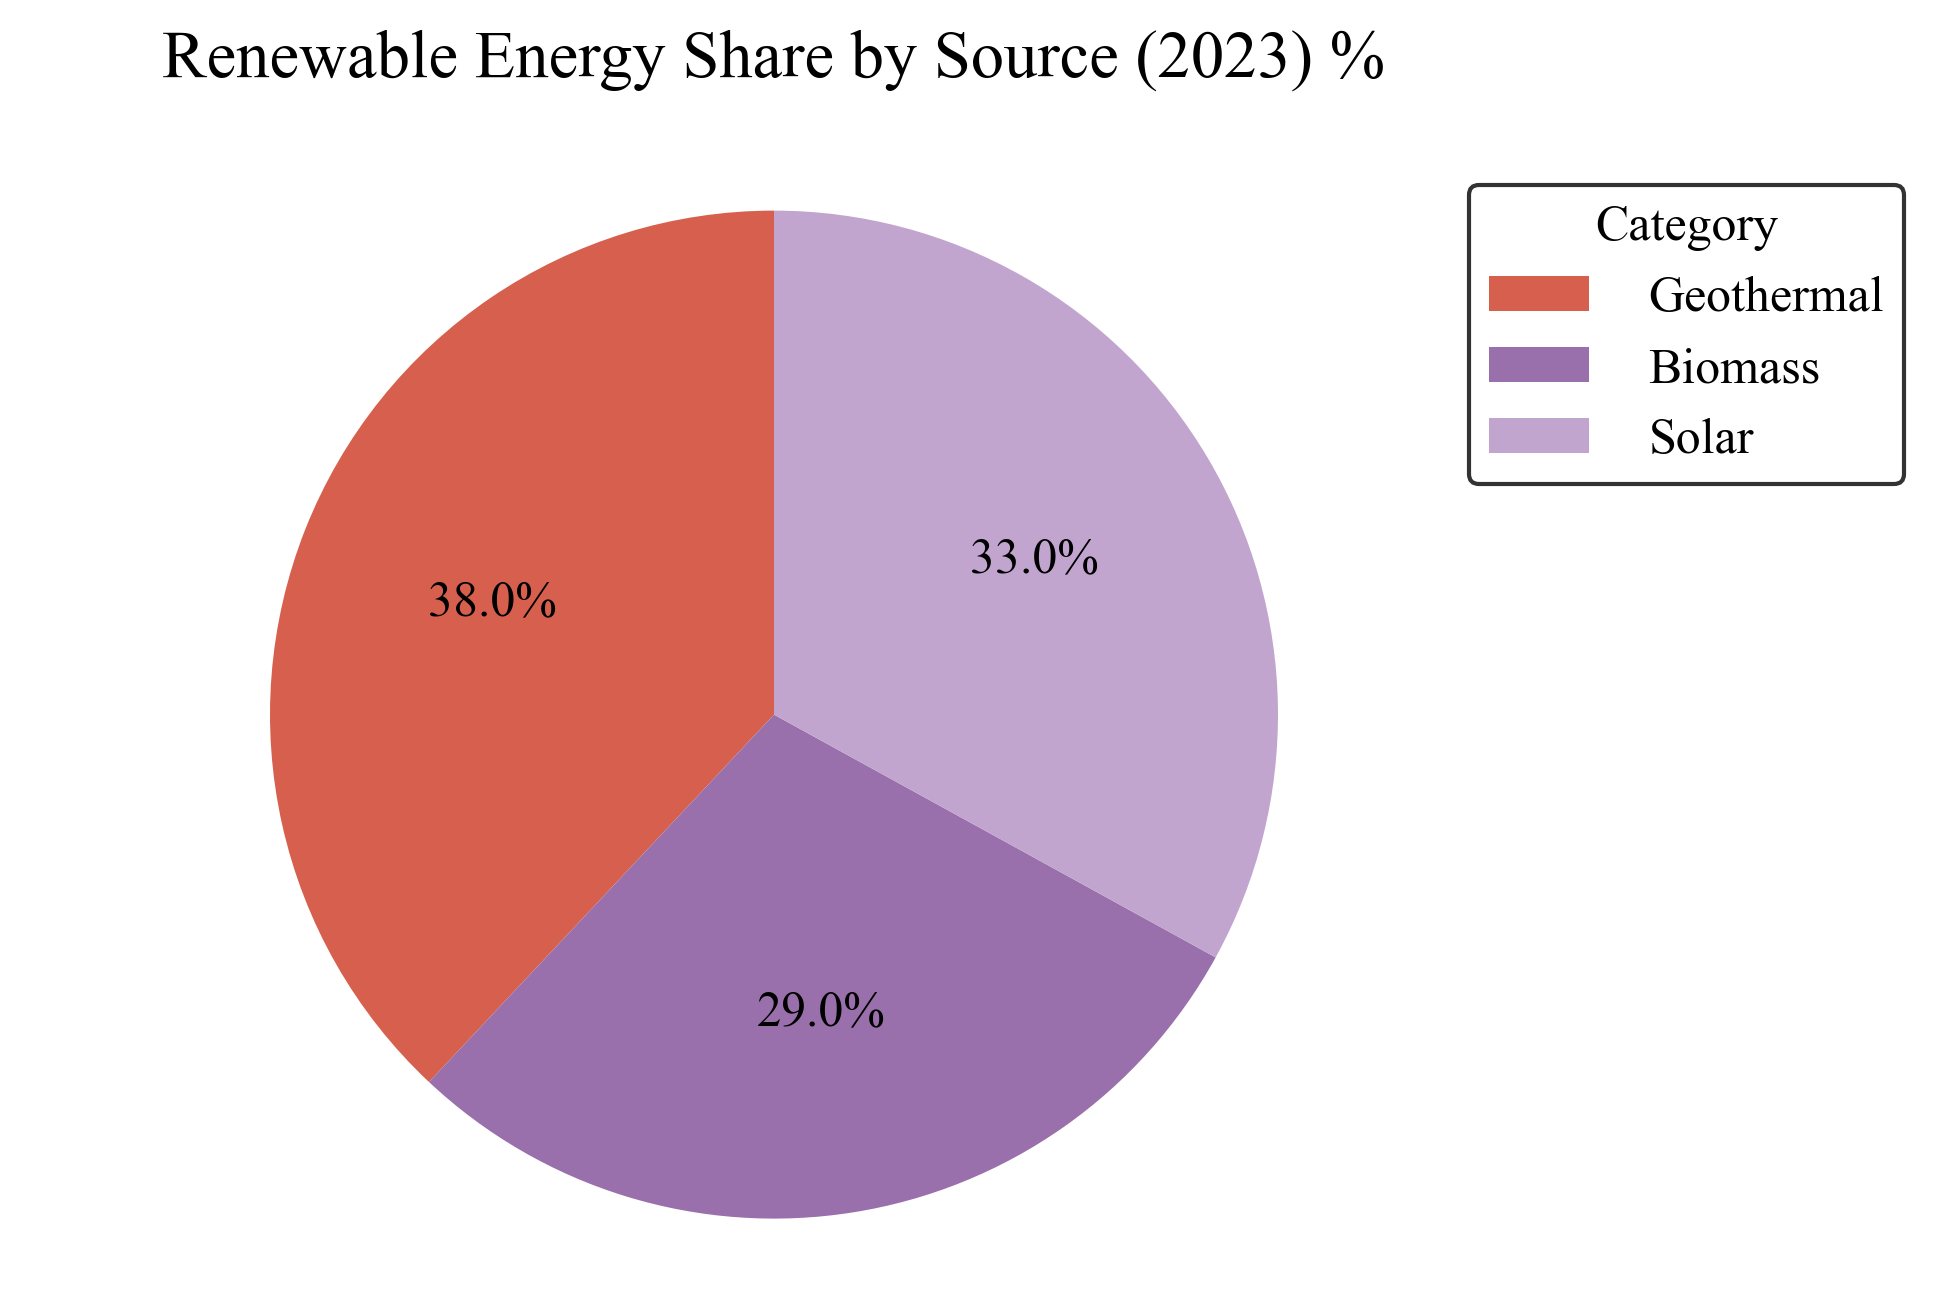 Renewable Energy Share by Source (2023) %
Category
Geothermal
Biomass
Solar
33.0%
38.0%
29.0%